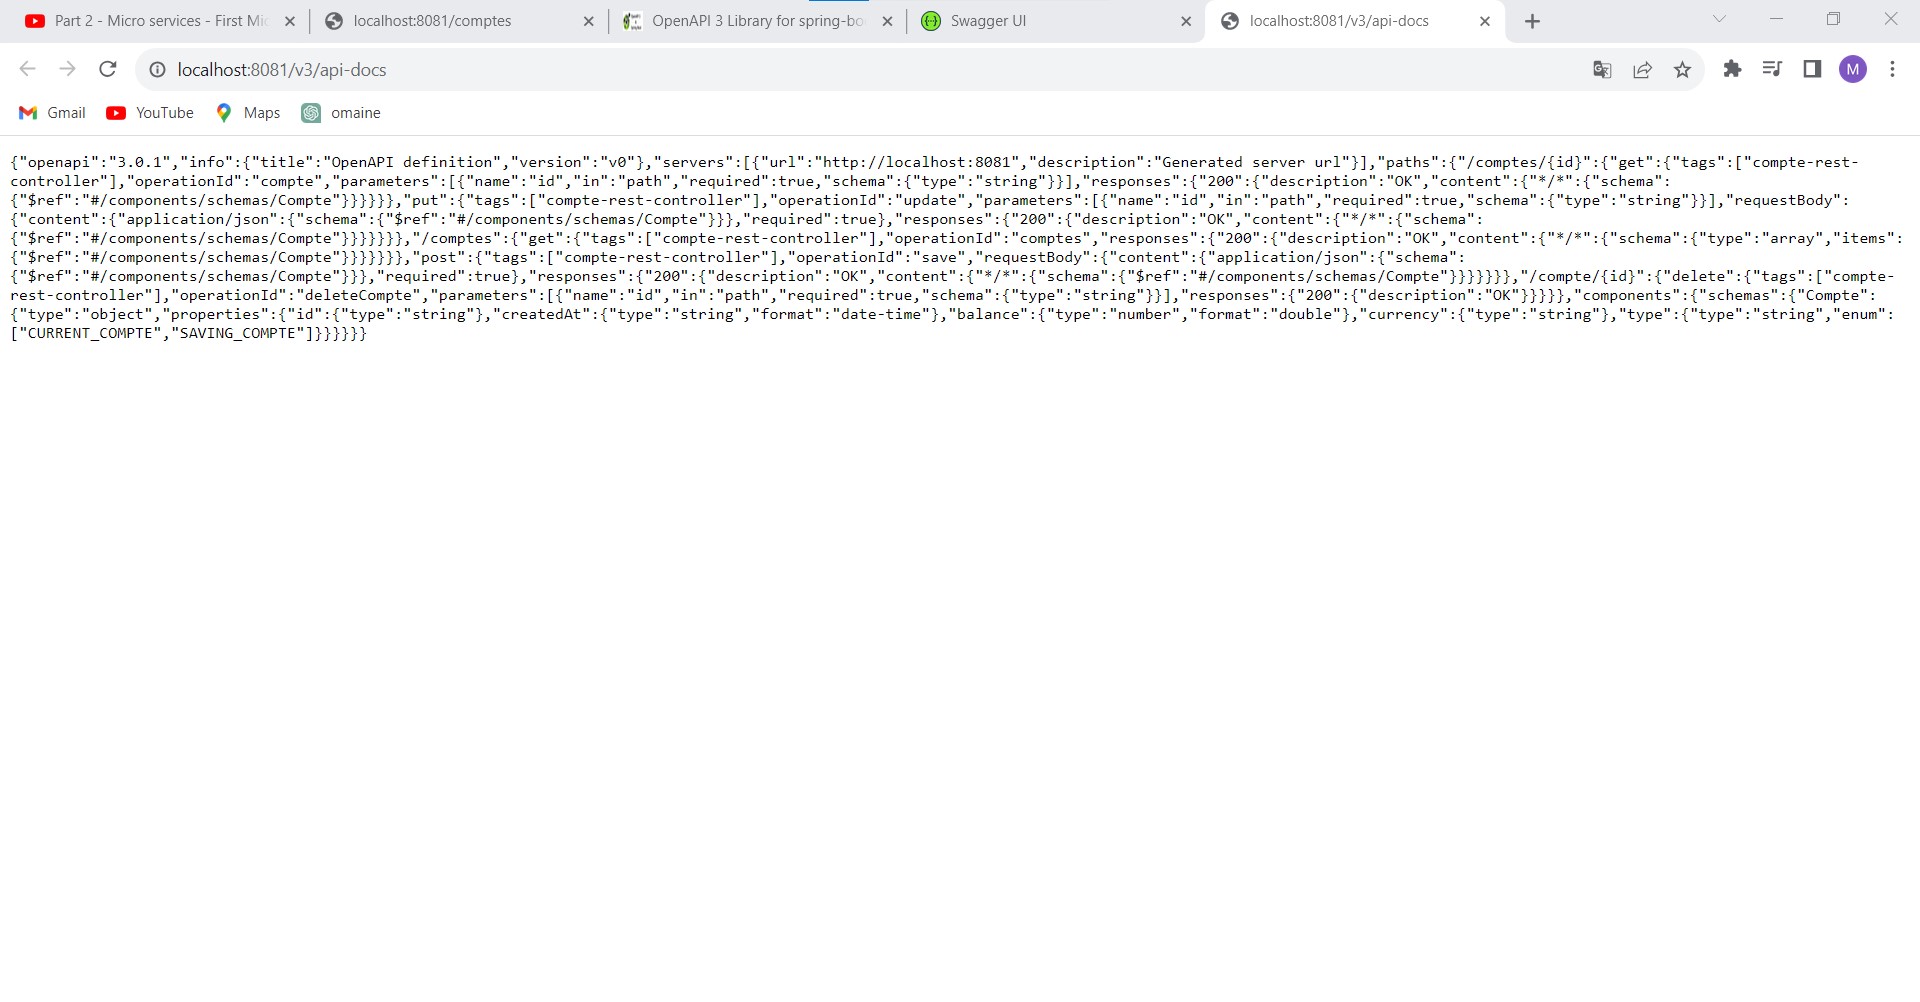 Part 2 - Micro services - First Mic
localhost:8081/comptes
OpenAPI 3 Library for spring-bo
Swagger UI
localhost:8081/v3/api-docs
localhost:8081/v3/api-docs
M
Gmail
YouTube
Maps
omaine
{"openapi":"3.0.1","info":{"title":"OpenAPI definition","version":"v0"},"servers":[{"url":"http://localhost:8081","description":"Generated server url"}],"paths":{"/comptes/{id}":{"get":{"tags":["compte-rest-
controller"],"operationId":"compte","parameters":[{"name":"id","in":"path","required":true,"schema":{"type":"string"}}],"responses":{"200":{"description":"OK","content":{"*/*":{"schema":
{"$ref":"#/components/schemas/Compte"}}}}}},"put":{"tags":["compte-rest-controller"],"operationId":"update","parameters":[{"name":"id","in":"path","required":true,"schema":{"type":"string"}}],"requestBody":
{"content":{"application/json":{"schema":{"$ref":"#/components/schemas/Compte"}}},"required":true},"responses":{"200":{"description":"OK","content":{"*/*":{"schema":
{"$ref":"#/components/schemas/Compte"}}}}}}},"/comptes":{"get":{"tags":["compte-rest-controller"],"operationId":"comptes","responses":{"200":{"description":"OK","content":{"*/*":{"schema":{"type":"array","items":
{"$ref":"#/components/schemas/Compte"}}}}}}},"post":{"tags":["compte-rest-controller"],"operationId":"save","requestBody":{"content":{"application/json":{"schema":
{"$ref":"#/components/schemas/Compte"}}},"required":true},"responses":{"200":{"description":"OK","content":{"*/*":{"schema":{"$ref":"#/components/schemas/Compte"}}}}}}},"/compte/{id}":{"delete":{"tags":["compte-
rest-controller"],"operationId":"deleteCompte","parameters":[{"name":"id","in":"path","required":true,"schema":{"type":"string"}}],"responses":{"200":{"description":"OK"}}}}},"components":{"schemas":{"Compte":
{"type":"object","properties":{"id":{"type":"string"},"createdAt":{"type":"string","format":"date-time"},"balance":{"type":"number","format":"double"},"currency":{"type":"string"},"type":{"type":"string","enum":
["CURRENT_COMPTE","SAVING_COMPTE"]}}}}}}